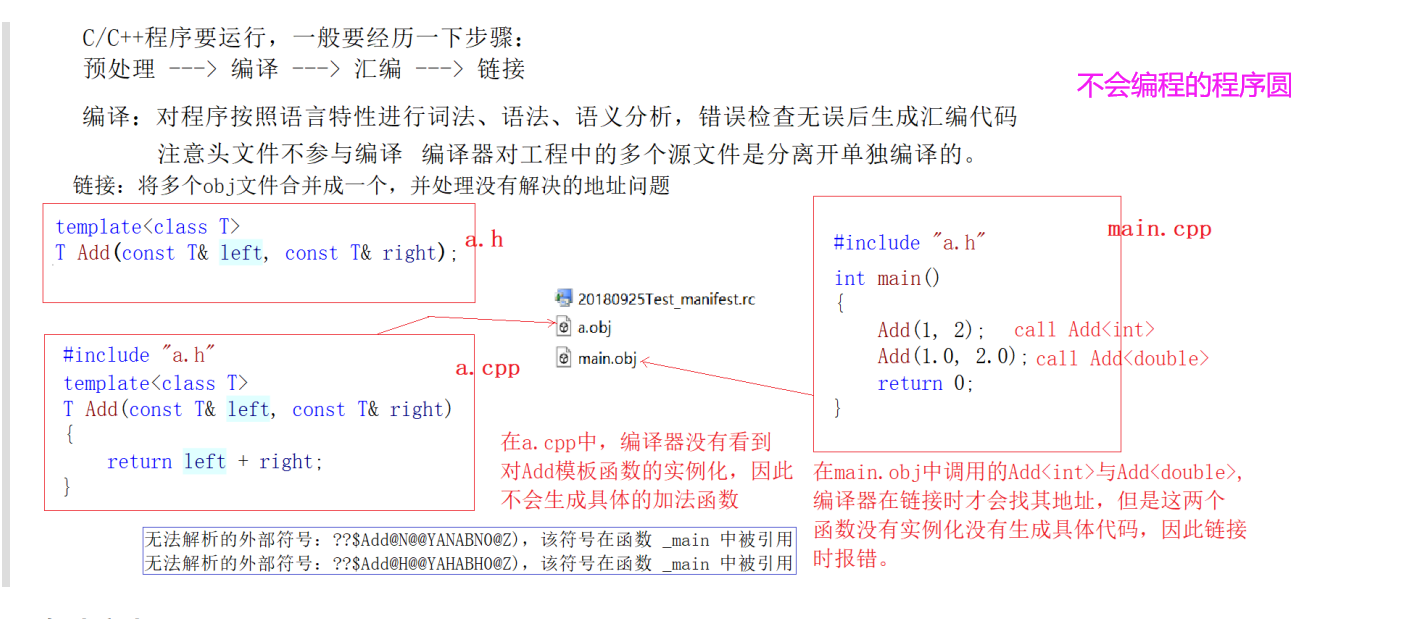 C/C++程序要运行，一般要经历一下步骤：
预处理 ---> 编译 ---> 汇编 ---> 链接
不会编程的程序圆
编译：对程序按照语言特性进行词法、语法、语义分析，错误检查无误后生成汇编代码
注意头文件不参与编译 编译器对工程中的多个源文件是分离开单独编译的。
链接：将多个obj文件合并成一个，并处理没有解决的地址问题
template<class T>
T Add(const T& left, const T& right);
a.h
#include "a.h"
template<class T>
T Add(const T& left, const T& right)
{
return left + right;
}
a.cpp
20180925Test_manifest.rc
a.obj
main.obj
main.cpp
#include "a.h"
int main()
{
Add(1, 2); call Add<int>
Add(1.0, 2.0); call Add<double>
return 0;
}
在a.cpp中，编译器没有看到
对Add模板函数的实例化，因此
不会生成具体的加法函数
在main.obj中调用的Add<int>与Add<double>,
编译器在链接时才会找其地址，但是这两个
函数没有实例化没有生成具体代码，因此链接
时报错。
无法解析的外部符号：??$Add@N@@YANABN0@Z)，该符号在函数 _main 中被引用
无法解析的外部符号：??$Add@H@@YAHABH0@Z)，该符号在函数 _main 中被引用